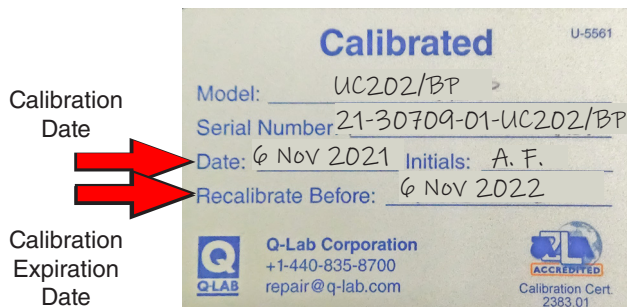 Calibrated
U-5561
Model: UC202/BP
Serial Number: 21-30709-01-UC202/BP
Calibration
Date
Date: 6 NOV 2021 Initials: A. F.
Recalibrate Before: 6 NOV 2022
Calibration
Expiration
Date
Q
Q-LAB
Q-Lab Corporation
+1-440-835-8700
repair@q-lab.com
A2LA
ACCREDITED
Calibration Cert.
2383.01